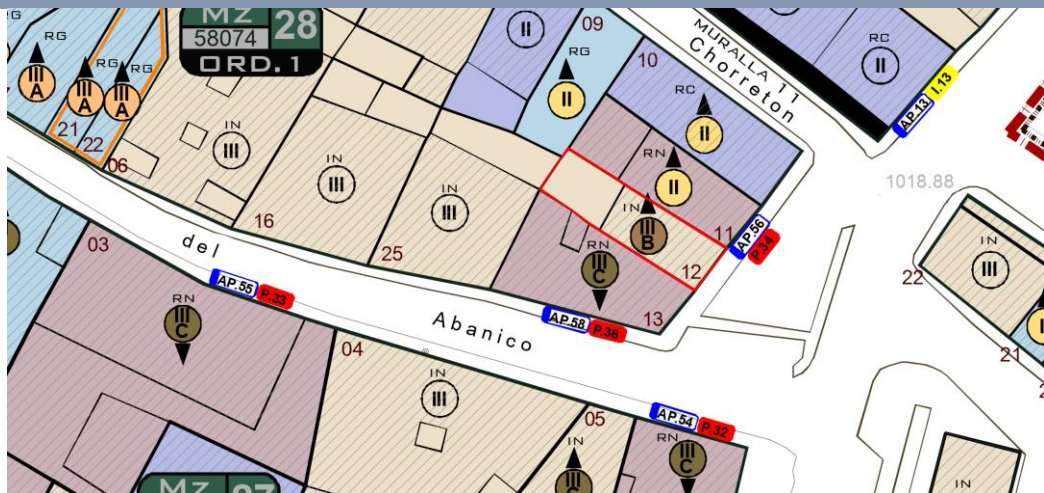 MZ 28
58074
ORD.1
RG
III
A
RG
III
A
RG
III
A
21
22
06
IN
III
IN
III
16
IN
III
25
II
09
RG
II
10
RC
II
RN
II
11
IN
III
B
12
RN
III
C
13
MURALLA 11
Chorreton
RC
II
AP.13
I.13
1018.88
AP.56
P.34
del
Abanico
AP.55
P.33
AP.58
P.36
AP.54
P.32
03
RN
III
C
04
IN
III
05
IN
III
C
RN
III
C
IN
III
22
21
IN
MZ